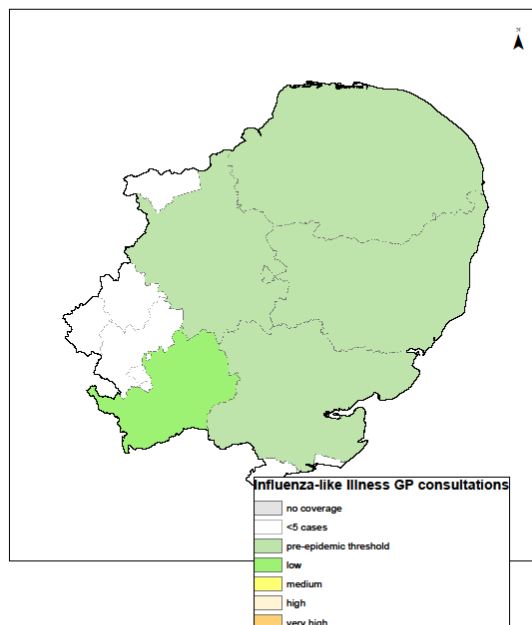 N
Influenza-like Illness GP consultations
no coverage
<5 cases
pre-epidemic threshold
low
medium
high
very high